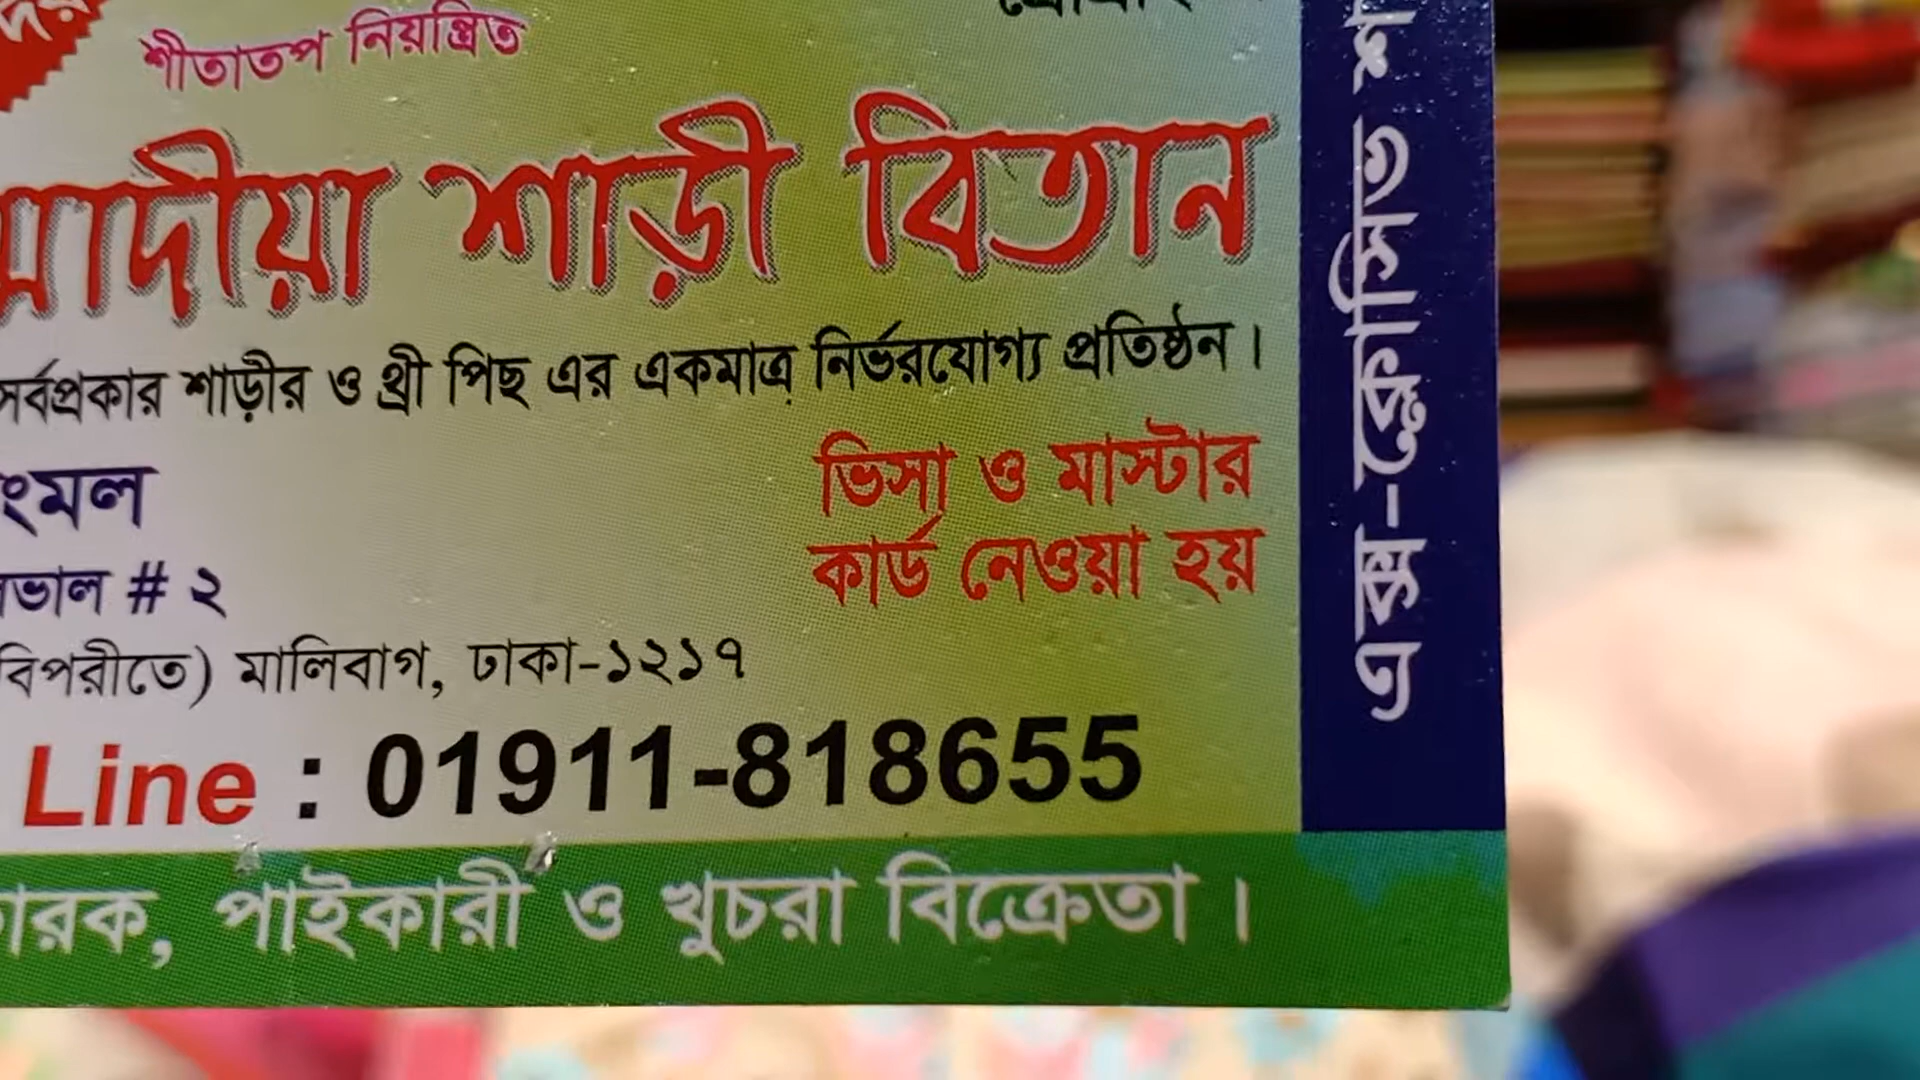 শীতাতপ নিয়ন্ত্রিত
মাদীয়া শাড়ী বিতান
সর্বপ্রকার শাড়ীর ও থ্রী পিছ এর একমাত্র নির্ভরযোগ্য প্রতিষ্ঠন।
ংমল
ভিসা ও মাস্টার
কার্ড নেওয়া হয়
ভাল # ২
বিপরীতে) মালিবাগ, ঢাকা-১২১৭
Line : 01911-818655
ারক, পাইকারী ও খুচরা বিক্রেতা।
এক্স-ক্লোসিভ শ